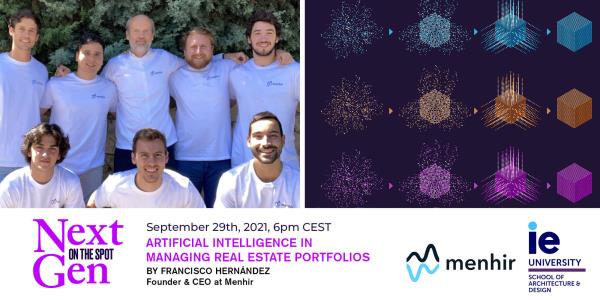 Next
ON THE SPOT
Gen
September 29th, 2021, 6pm CEST
ARTIFICIAL INTELLIGENCE IN
MANAGING REAL ESTATE PORTFOLIOS
BY FRANCISCO HERNÁNDEZ
Founder & CEO at Menhir
menhir
ie
UNIVERSITY
SCHOOL OF
ARCHITECTURE &
DESIGN